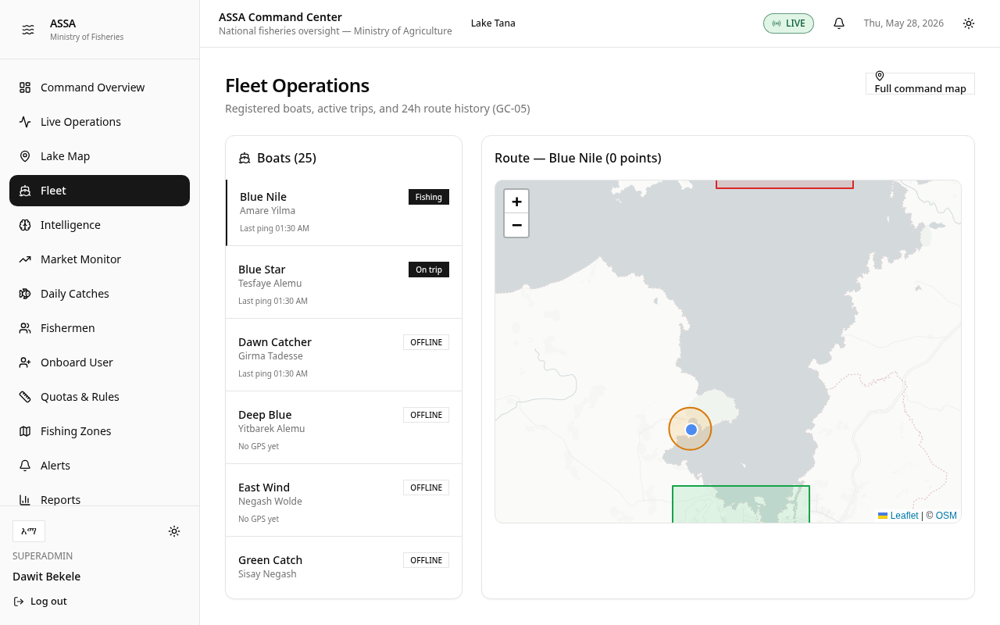 ASSA
Ministry of Fisheries
Command Overview
Live Operations
Lake Map
Fleet
Intelligence
Market Monitor
Daily Catches
Fishermen
Onboard User
Quotas & Rules
Fishing Zones
Alerts
Reports
አማ
SUPERADMIN
Dawit Bekele
Log out
ASSA Command Center
National fisheries oversight — Ministry of Agriculture
Lake Tana
LIVE
Thu, May 28, 2026
Fleet Operations
Registered boats, active trips, and 24h route history (GC-05)
Full command map
Boats (25)
Blue Nile
Fishing
Amare Yilma
Last ping 01:30 AM
Blue Star
On trip
Tesfaye Alemu
Last ping 01:30 AM
Dawn Catcher
OFFLINE
Girma Tadesse
Last ping 01:30 AM
Deep Blue
OFFLINE
Yitbarek Alemu
No GPS yet
East Wind
OFFLINE
Negash Wolde
No GPS yet
Green Catch
OFFLINE
Sisay Negash
Route — Blue Nile (0 points)
+
−
Leaflet | © OSM